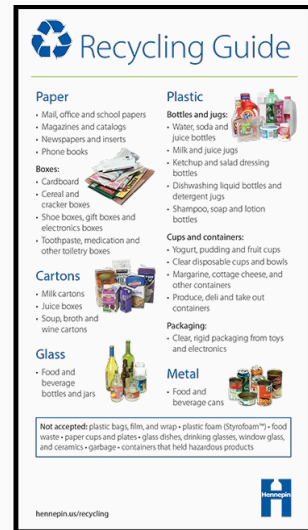 Recycling Guide
Paper
• Mail, office and school papers
• Magazines and catalogs
• Newspapers and inserts
• Phone books
Boxes:
• Cardboard
• Cereal and
cracker boxes
• Shoe boxes, gift boxes and
electronics boxes
• Toothpaste, medication and
other toiletry boxes
Cartons
• Milk cartons
• Juice boxes
• Soup, broth and
wine cartons
Glass
• Food and
beverage
bottles and jars
Plastic
Bottles and jugs:
• Water, soda and
juice bottles
• Milk and juice jugs
• Ketchup and salad dressing
bottles
• Dishwashing liquid bottles and
detergent jugs
• Shampoo, soap and lotion
bottles
Cups and containers:
• Yogurt, pudding and fruit cups
• Clear disposable cups and bowls
• Margarine, cottage cheese, and
other containers
• Produce, deli and take out
containers
Packaging:
• Clear, rigid packaging from toys
and electronics
Metal
• Food and
beverage cans
Not accepted: plastic bags, film, and wrap • plastic foam (Styrofoam™) • food
waste • paper cups and plates • glass dishes, drinking glasses, window glass,
and ceramics • garbage • containers that held hazardous products
hennepin.us/recycling
Hennepin